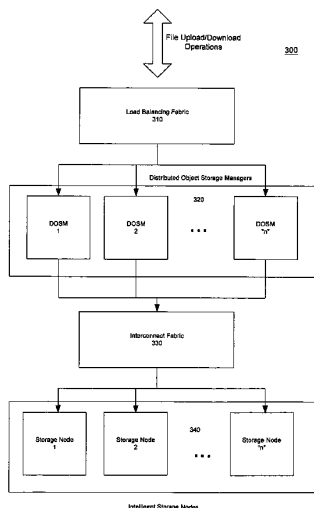 File Upload/Download
Operations
300
Load Balancing Fabric
310
Distributed Object Storage Managers
320
DOSM
1
DOSM
2
. . .
DOSM
"n"
Interconnect Fabric
330
340
Storage Node
1
Storage Node
2
. . .
Storage Node
"n"
Intelligent Storage Nodes